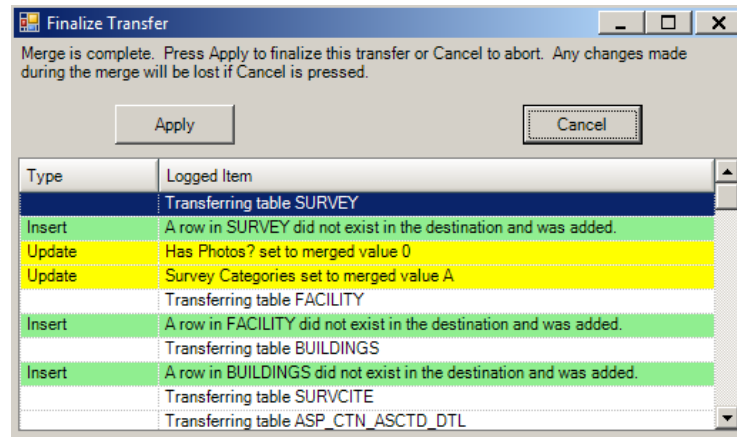 Finalize Transfer
Merge is complete.  Press Apply to finalize this transfer or Cancel to abort.  Any changes made
during the merge will be lost if Cancel is pressed.
Apply Cancel
Type Logged Item
Transferring table SURVEY
Insert A row in SURVEY did not exist in the destination and was added.
Update Has Photos? set to merged value 0
Update Survey Categories set to merged value A
Transferring table FACILITY
Insert A row in FACILITY did not exist in the destination and was added.
Transferring table BUILDINGS
Insert A row in BUILDINGS did not exist in the destination and was added.
Transferring table SURVCITE
Transferring table ASP_CTN_ASCTD_DTL